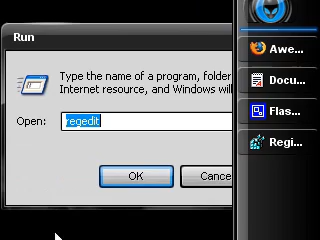 Run
Type the name of a program, folder
Internet resource, and Windows will
Open:
regedit
OK
Cance
Awe...
Docu...
Flas...
Regi...